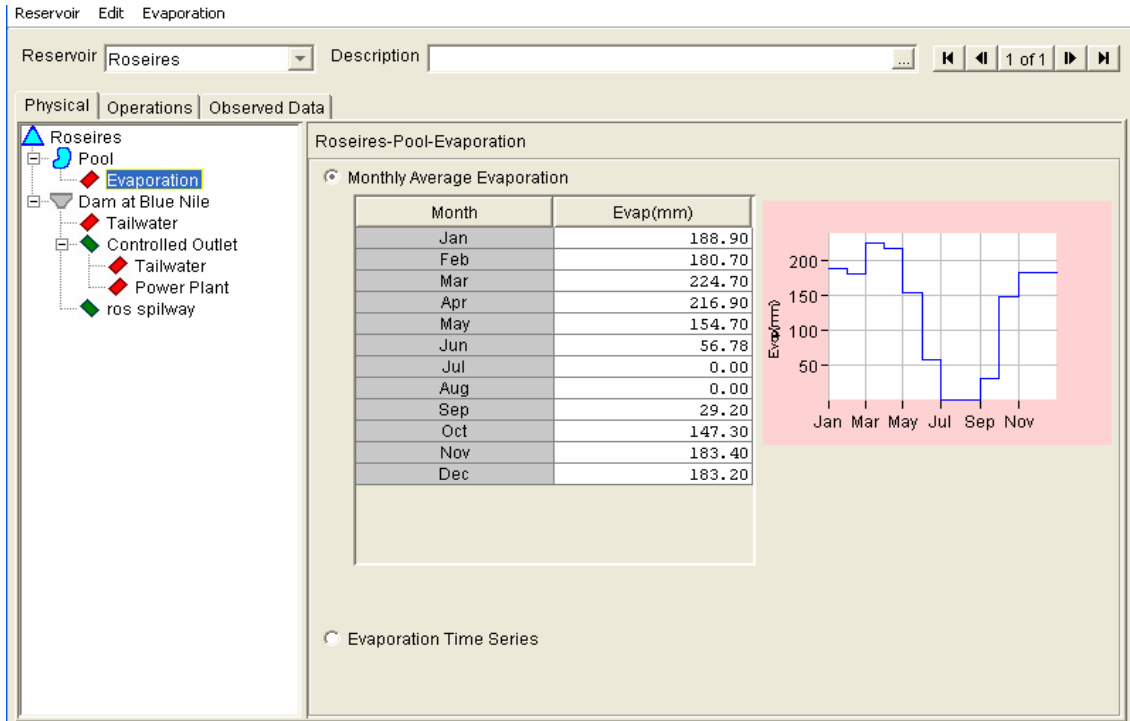 Reservoir Edit Evaporation
Reservoir Roseires Description ... 1 of 1
Physical Operations Observed Data
Roseires
Pool
Evaporation
Dam at Blue Nile
Tailwater
Controlled Outlet
Tailwater
Power Plant
ros spilway
Roseires-Pool-Evaporation
Monthly Average Evaporation
Month Evap(mm)
Jan 188.90
Feb 180.70
Mar 224.70
Apr 216.90
May 154.70
Jun 56.78
Jul 0.00
Aug 0.00
Sep 29.20
Oct 147.30
Nov 183.40
Dec 183.20
Evap(mm)
200
150
100
50
Jan Mar May Jul Sep Nov
Evaporation Time Series